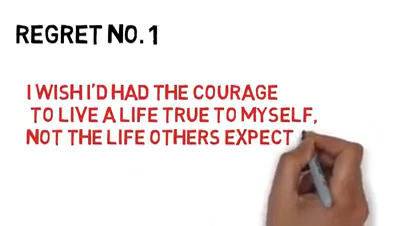 REGRET NO. 1
I WISH I'D HAD THE COURAGE
TO LIVE A LIFE TRUE TO MYSELF,
NOT THE LIFE OTHERS EXPECT